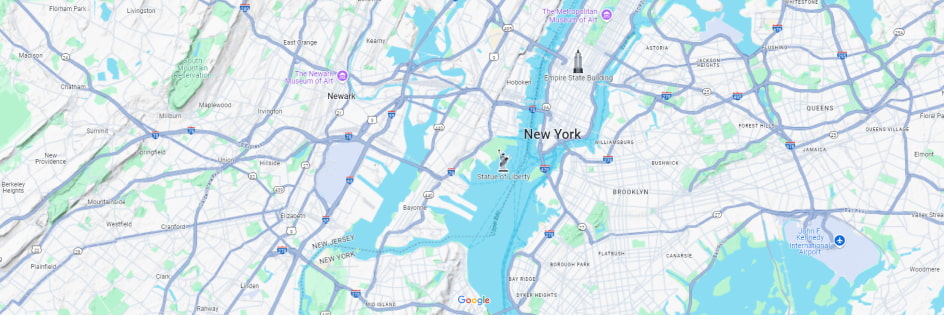 Florham Park
Livingston
The Metropolitan
Museum of Art
WHITESTONE
East Orange
Kearny
ASTORIA
FLUSHING
South
Mountain
Reservation
JACKSON
HEIGHTS
The Newark
Museum of Art
Hoboken
Empire State Building
Chatham
Newark
Maplewood
Millburn
Irvington
QUEENS
Floral Park
Summit
New York
FOREST HILLS
QUEENS VILLAGE
Springfield
WILLIAMSBURG
JAMAICA
New
Providence
Union
Hillside
BUSHWICK
Elmont
Statue of Liberty
Berkeley
Heights
BROOKLYN
Mountainside
Bayonne
Westfield
Cranford
Elizabeth
Valley Stream
NEW JERSEY
NEW YORK
John F.
Kennedy
International
Airport
FLATBUSH
CANARSIE
BOROUGH PARK
Plainfield
Woodmere
Clark
Linden
BAY RIDGE
DYKER HEIGHTS
Google
MID ISLAND
Rahway